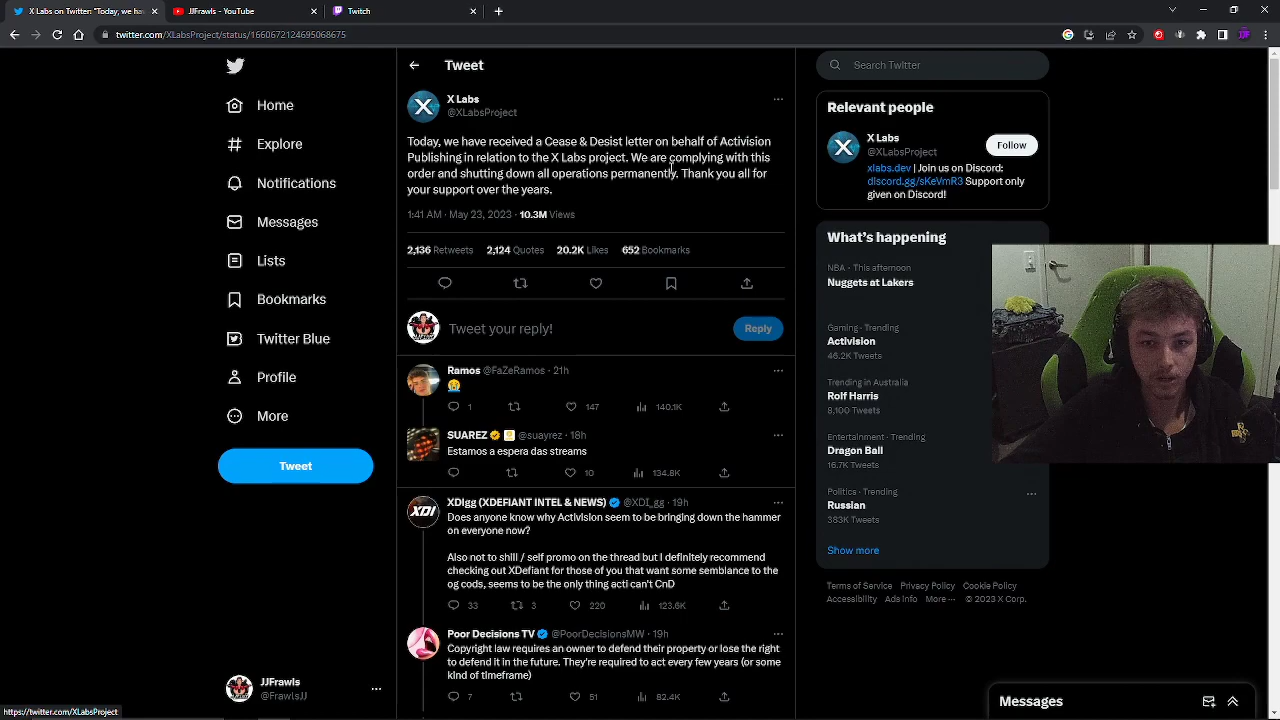 X Labs on Twitter: "Today, we ha
JJFrawls - YouTube
Twitch
twitter.com/XLabsProject/status/1660672124695068675
Home
Explore
Notifications
Messages
Lists
Bookmarks
Twitter Blue
Profile
More
Tweet
JJFrawls
@FrawlsJJ
https://twitter.com/XLabsProject
Tweet
X Labs
@XLabsProject
Today, we have received a Cease & Desist letter on behalf of Activision
Publishing in relation to the X Labs project. We are complying with this
order and shutting down all operations permanently. Thank you all for
your support over the years.
1:41 AM · May 23, 2023 · 10.3M Views
2,136 Retweets 2,124 Quotes 20.2K Likes 652 Bookmarks
Tweet your reply!
Reply
Ramos @FaZeRamos · 21h
😭
1 147 140.1K
SUAREZ @suayrez · 18h
Estamos a espera das streams
10 134.8K
XDIgg (XDEFIANT INTEL & NEWS) @XDI_gg · 19h
Does anyone know why Activision seem to be bringing down the hammer
on everyone now?
Also not to shill / self promo on the thread but I definitely recommend
checking out XDefiant for those of you that want some semblance to the
og cods, seems to be the only thing acti can't CnD
33 3 220 123.6K
Poor Decisions TV @PoorDecisionsMW · 19h
Copyright law requires an owner to defend their property or lose the right
to defend it in the future. They're required to act every few years (or some
kind of timeframe)
7 51 82.4K
Search Twitter
Relevant people
X Labs
@XLabsProject
Follow
xlabs.dev | Join us on Discord:
discord.gg/sKeVmR3 Support only
given on Discord!
What's happening
NBA · This afternoon
Nuggets at Lakers
Gaming · Trending
Activision
46.2K Tweets
Trending in Australia
Rolf Harris
8,100 Tweets
Entertainment · Trending
Dragon Ball
16.7K Tweets
Politics · Trending
Russian
383K Tweets
Show more
Terms of Service Privacy Policy Cookie Policy
Accessibility Ads info More ··· © 2023 X Corp.
Messages